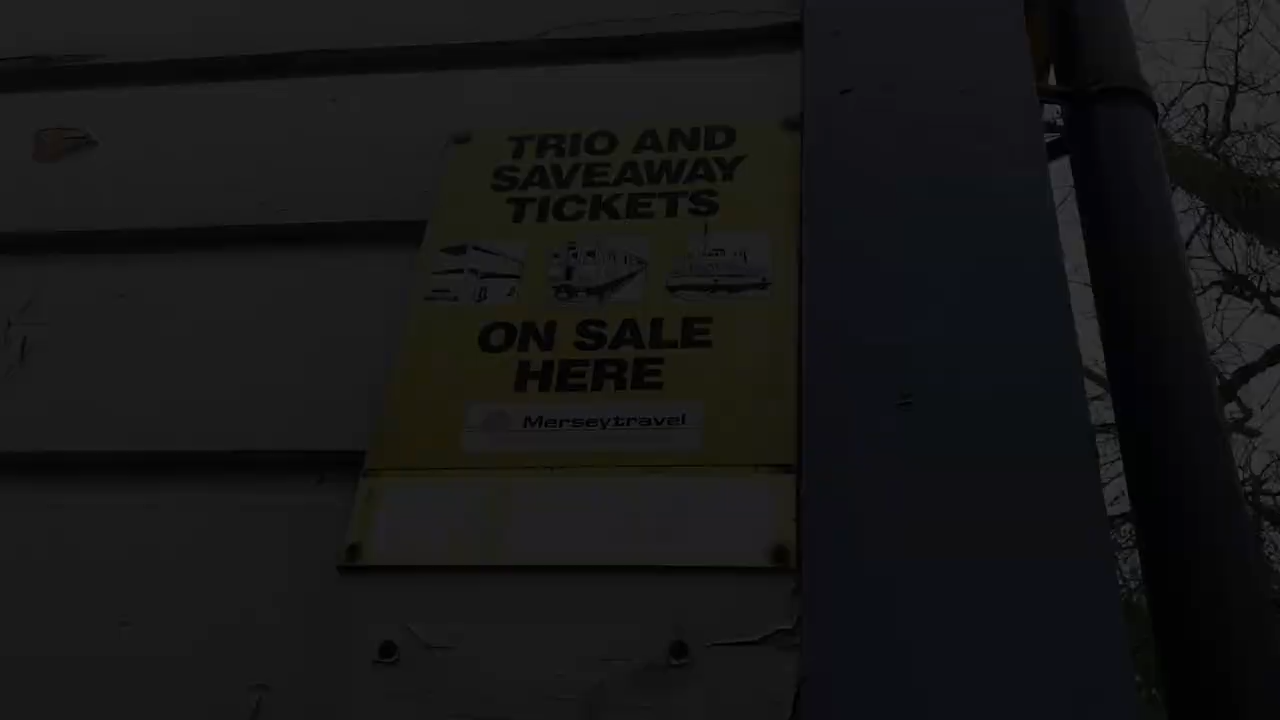 TRIO AND
SAVEAWAY
TICKETS
ON SALE
HERE
Merseytravel